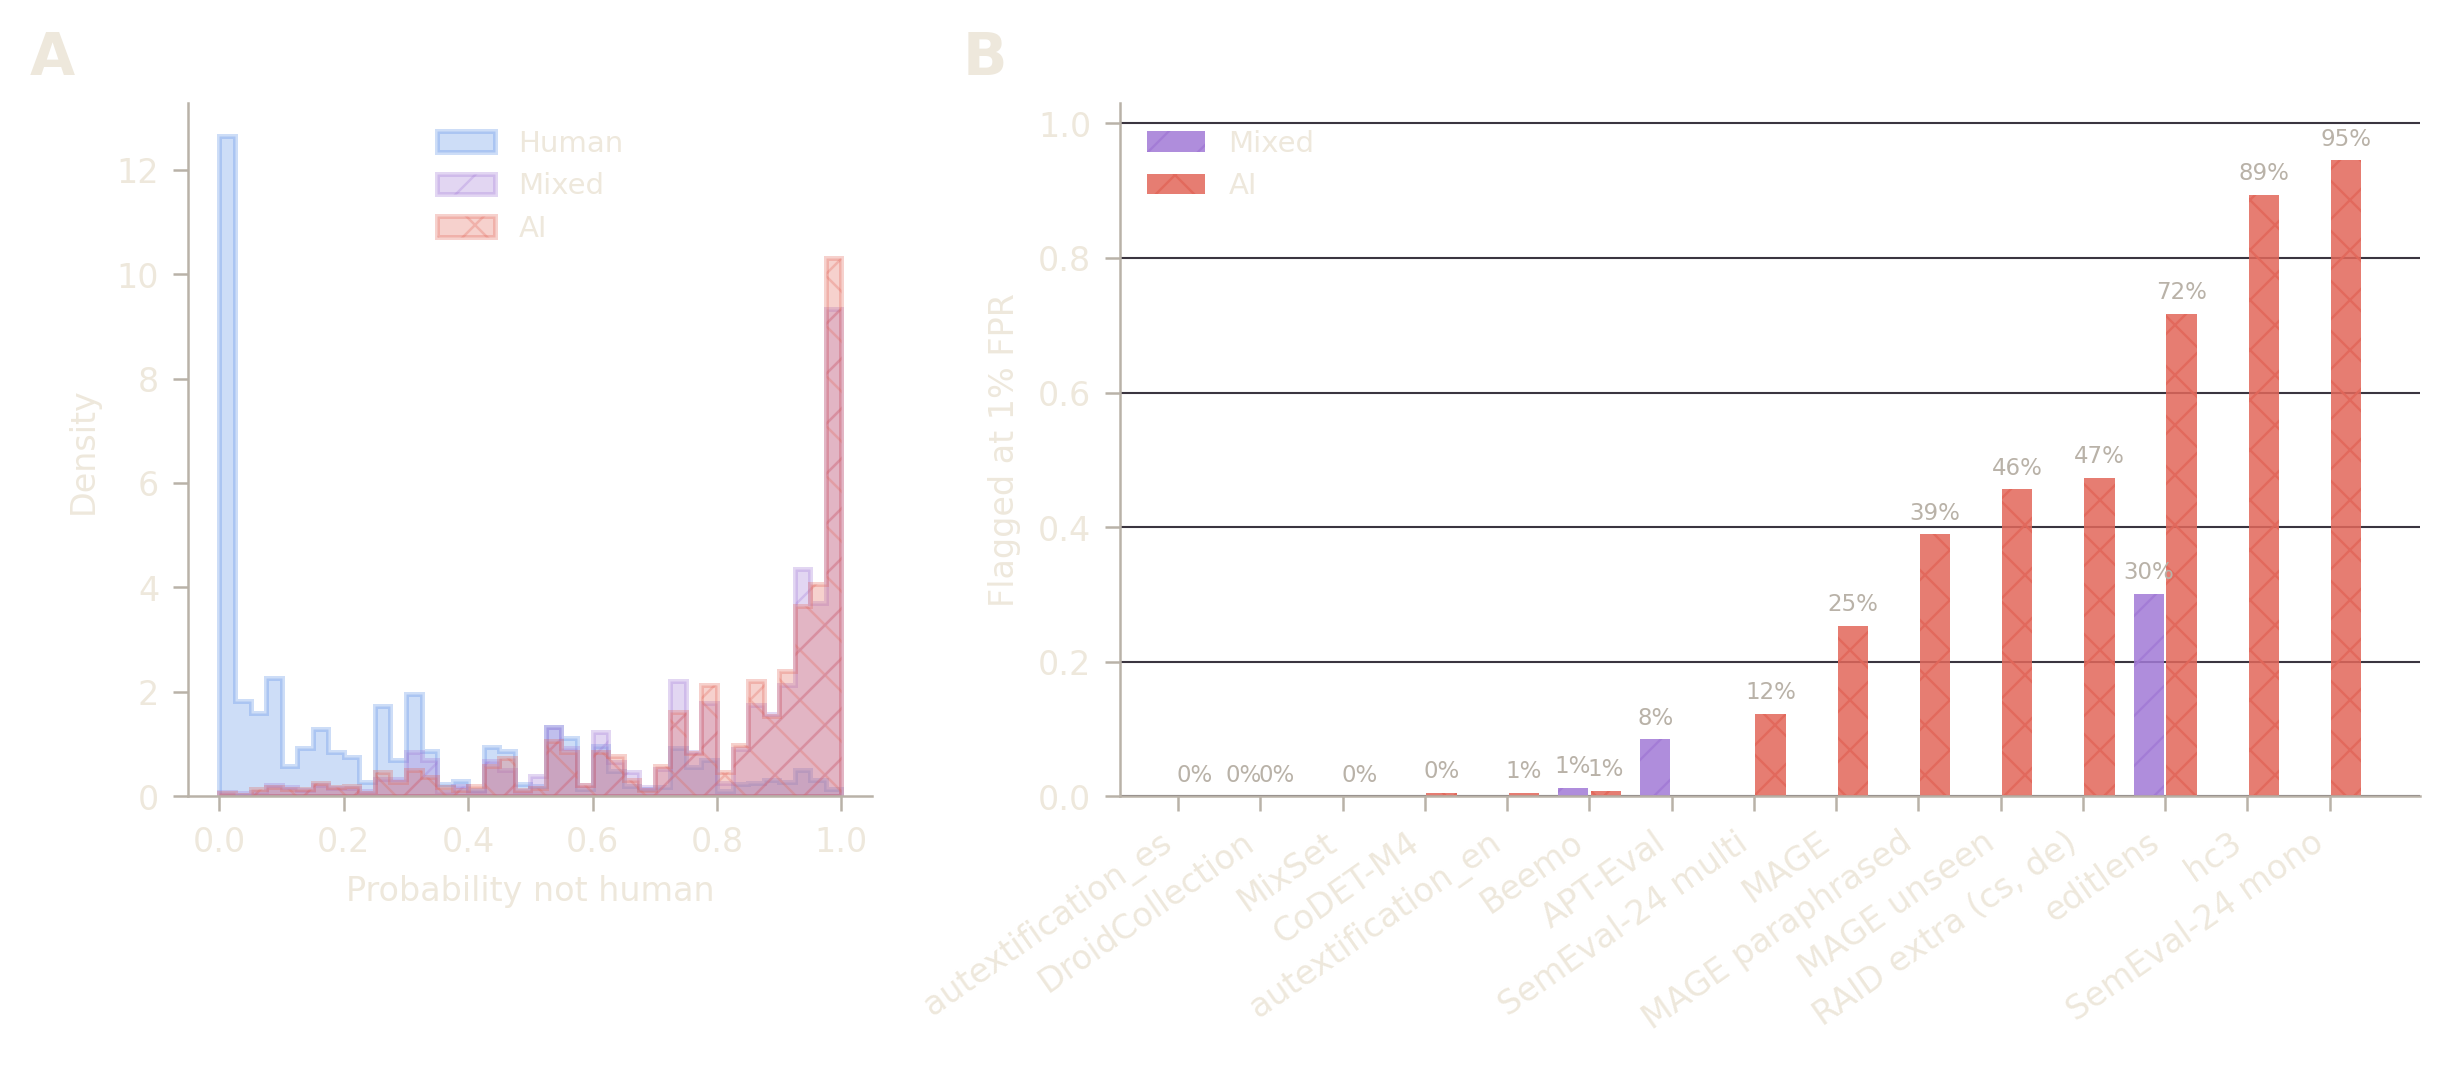 A
Density
12
10
8
6
4
2
0
0.0 0.2 0.4 0.6 0.8 1.0
Probability not human
Human
Mixed
AI
B
Flagged at 1% FPR
1.0
0.8
0.6
0.4
0.2
0.0
Mixed
AI
0% 0% 0% 0% 0% 1% 1% 1% 8% 12% 25% 39% 46% 47% 30% 72% 89% 95%
autextification_es
DroidCollection
MixSet
CoDET-M4
autextification_en
Beemo
APT-Eval
SemEval-24 multi
MAGE
MAGE paraphrased
MAGE unseen
RAID extra (cs, de)
editlens
hc3
SemEval-24 mono